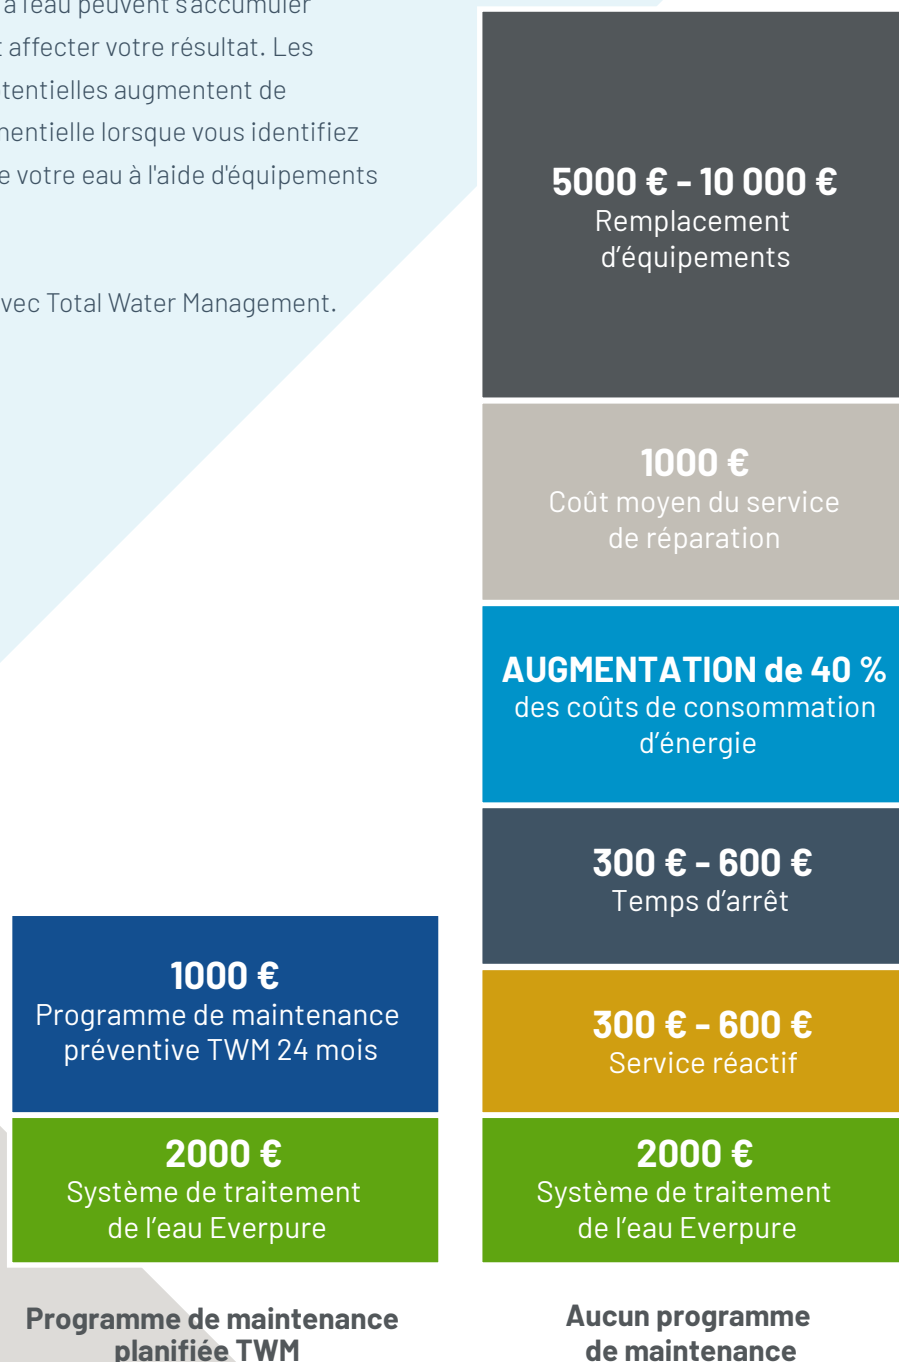 à l'eau peuvent s'accumuler
affecter votre résultat. Les
augmentent de
lorsque vous identifiez
votre eau à l'aide d'équipements
Total Water Management.
5000 € - 10 000 €
Remplacement
d'équipements
1000 €
Coût moyen du service
de réparation
AUGMENTATION de 40 %
des coûts de consommation
d'énergie
300 € - 600 €
Temps d'arrêt
300 € - 600 €
Service réactif
2000 €
Système de traitement
de l'eau Everpure
Aucun programme
de maintenance
1000 €
Programme de maintenance
préventive TWM 24 mois
2000 €
Système de traitement
de l'eau Everpure
Programme de maintenance
planifiée TWM